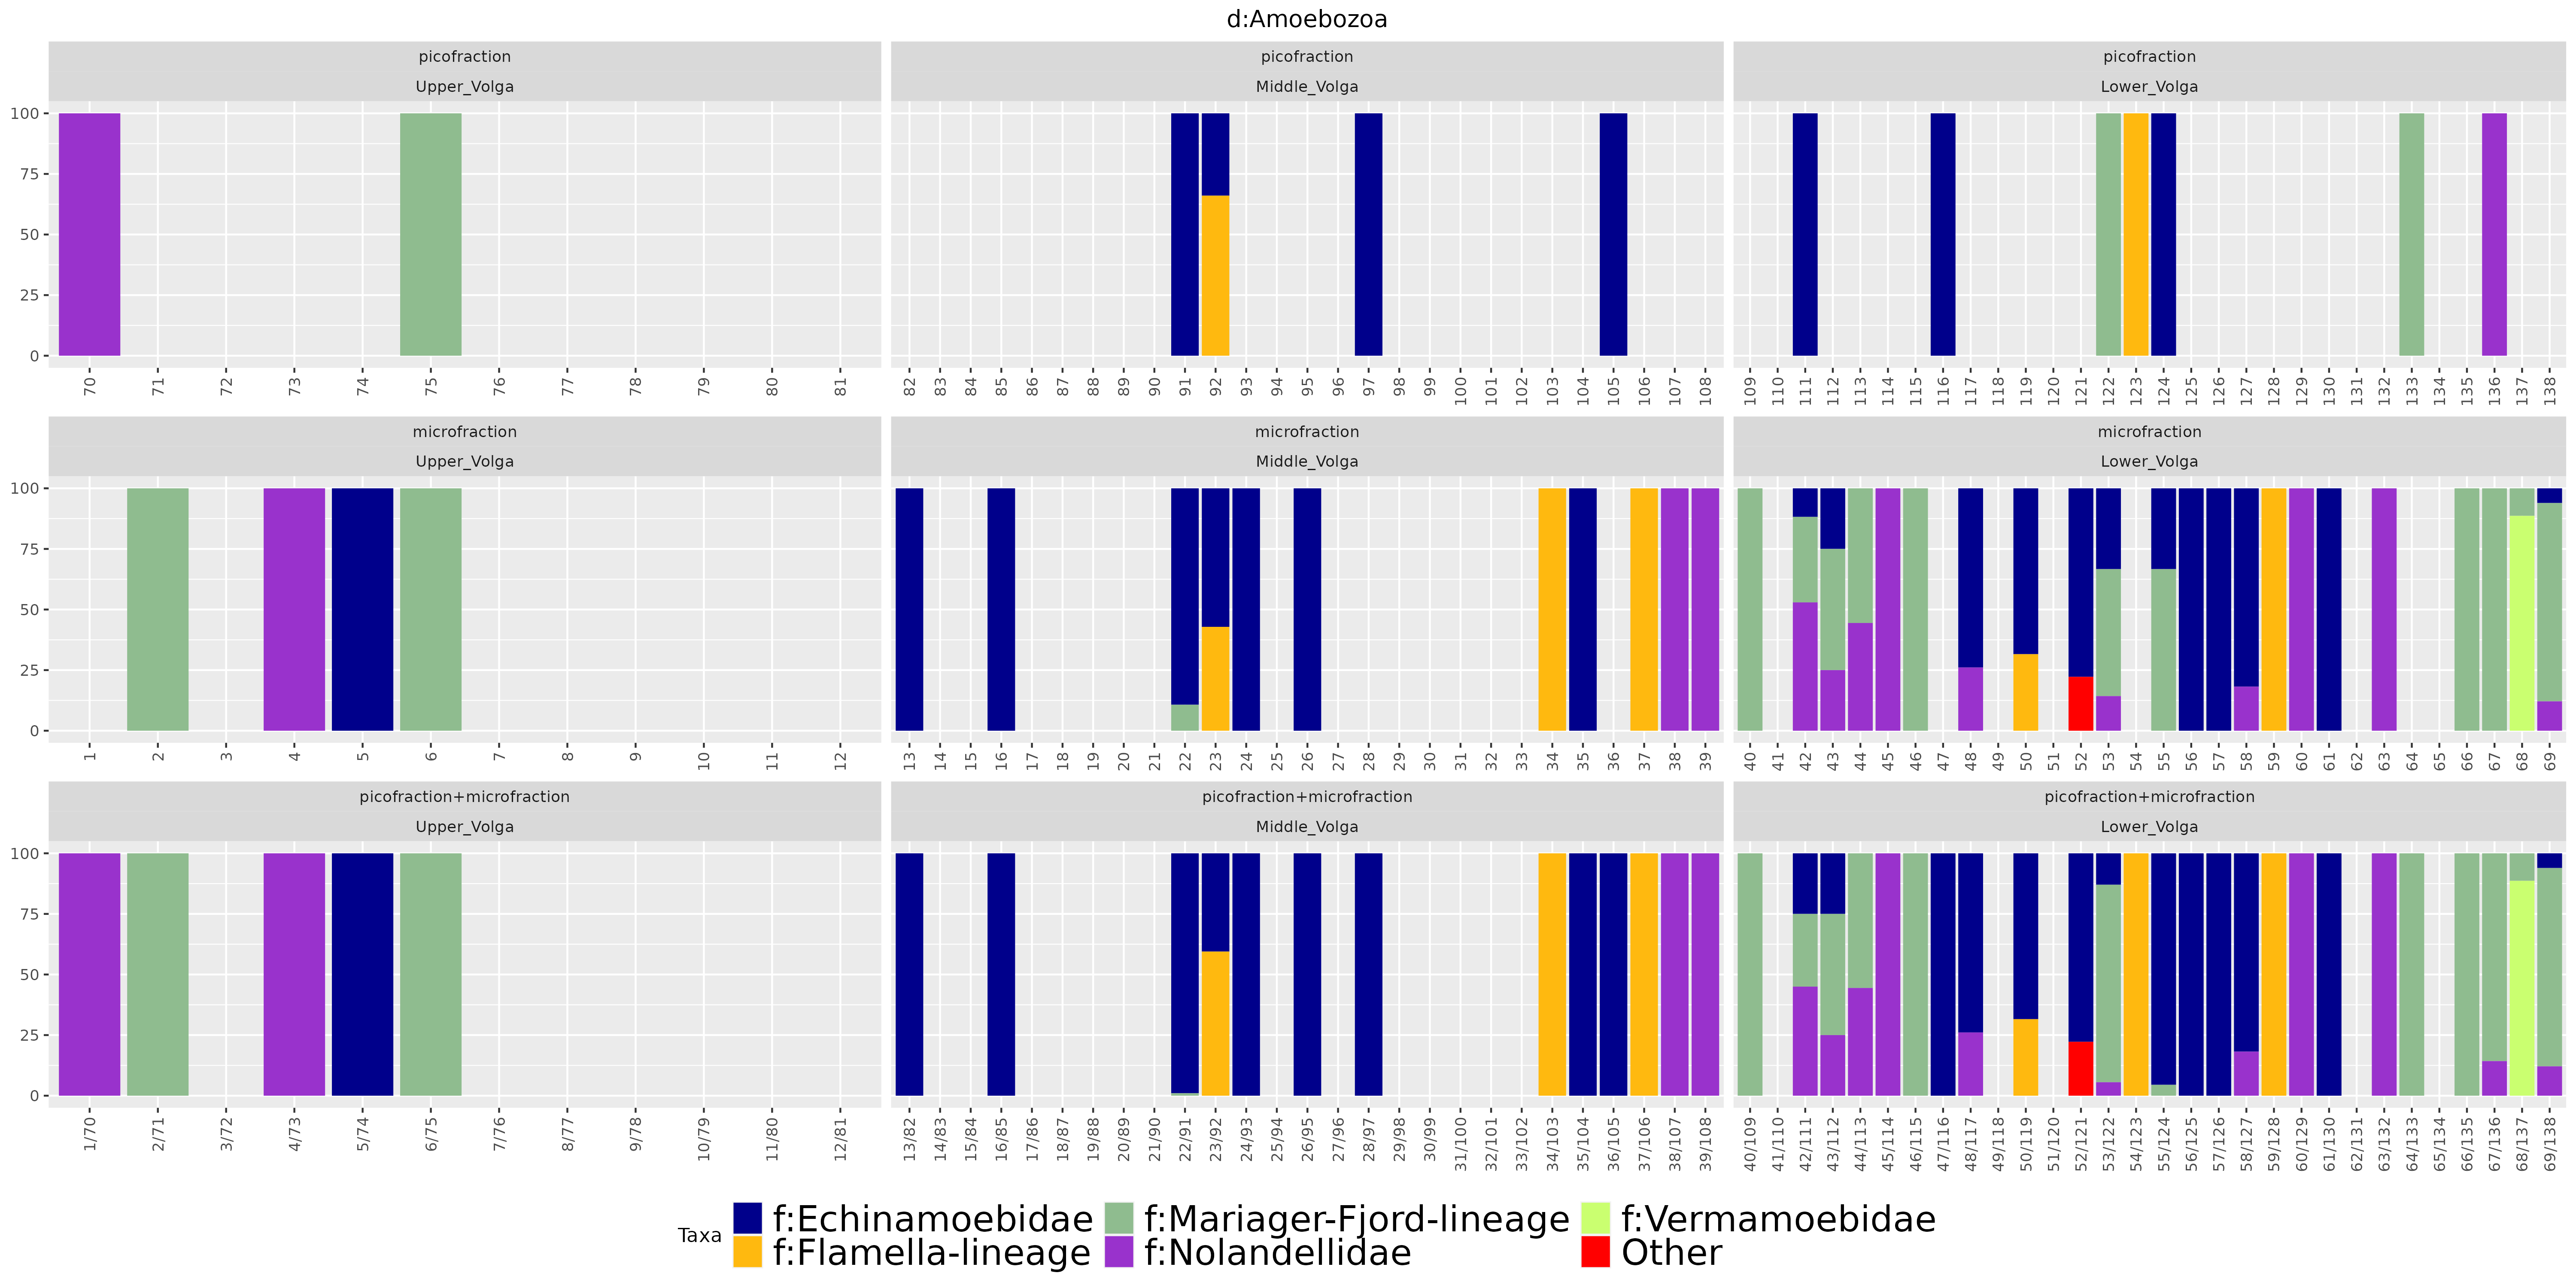 d:Amoebozoa
picofraction picofraction picofraction
Upper_Volga Middle_Volga Lower_Volga
100
75
50
25
0
70 71 72 73 74 75 76 77 78 79 80 81 82 83 84 85 86 87 88 89 90 91 92 93 94 95 96 97 98 99 100 101 102 103 104 105 106 107 108 109 110 111 112 113 114 115 116 117 118 119 120 121 122 123 124 125 126 127 128 129 130 131 132 133 134 135 136 137 138
microfraction microfraction microfraction
Upper_Volga Middle_Volga Lower_Volga
100
75
50
25
0
1 2 3 4 5 6 7 8 9 10 11 12 13 14 15 16 17 18 19 20 21 22 23 24 25 26 27 28 29 30 31 32 33 34 35 36 37 38 39 40 41 42 43 44 45 46 47 48 49 50 51 52 53 54 55 56 57 58 59 60 61 62 63 64 65 66 67 68 69
picofraction+microfraction picofraction+microfraction picofraction+microfraction
Upper_Volga Middle_Volga Lower_Volga
100
75
50
25
0
1/70 2/71 3/72 4/73 5/74 6/75 7/76 8/77 9/78 10/79 11/80 12/81 13/82 14/83 15/84 16/85 17/86 18/87 19/88 20/89 21/90 22/91 23/92 24/93 25/94 26/95 27/96 28/97 29/98 30/99 31/100 32/101 33/102 34/103 35/104 36/105 37/106 38/107 39/108 40/109 41/110 42/111 43/112 44/113 45/114 46/115 47/116 48/117 49/118 50/119 51/120 52/121 53/122 54/123 55/124 56/125 57/126 58/127 59/128 60/129 61/130 62/131 63/132 64/133 65/134 66/135 67/136 68/137 69/138
Taxa
f:Echinamoebidae f:Mariager-Fjord-lineage f:Vermamoebidae
f:Flamella-lineage f:Nolandellidae Other